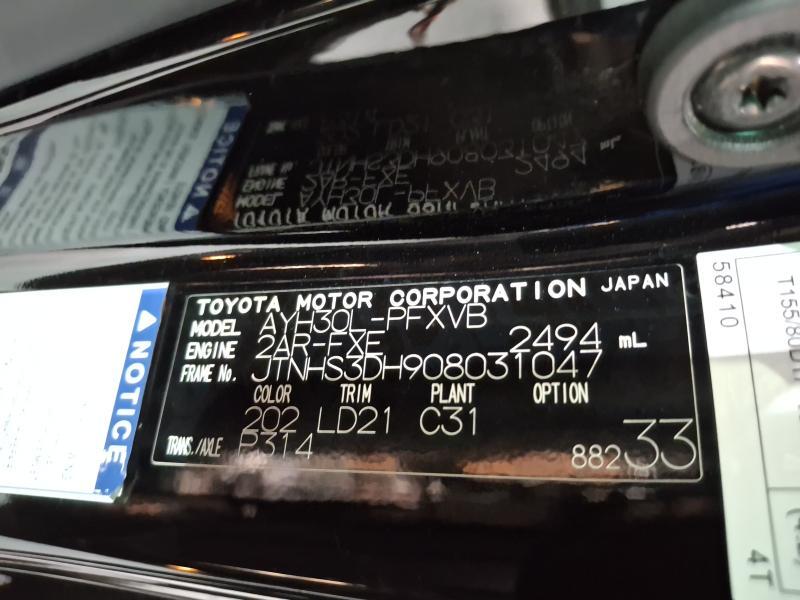 TOYOTA MOTOR CORPORATION JAPAN
MODEL AYH30L-PFXVB
ENGINE 2AR-FXE 2494 mL
FRAME No. JTNHS3DH908031047
COLOR TRIM PLANT OPTION
202 LD21 C31
TRANS./AXLE P314
88233
NOTICE
58410
4T